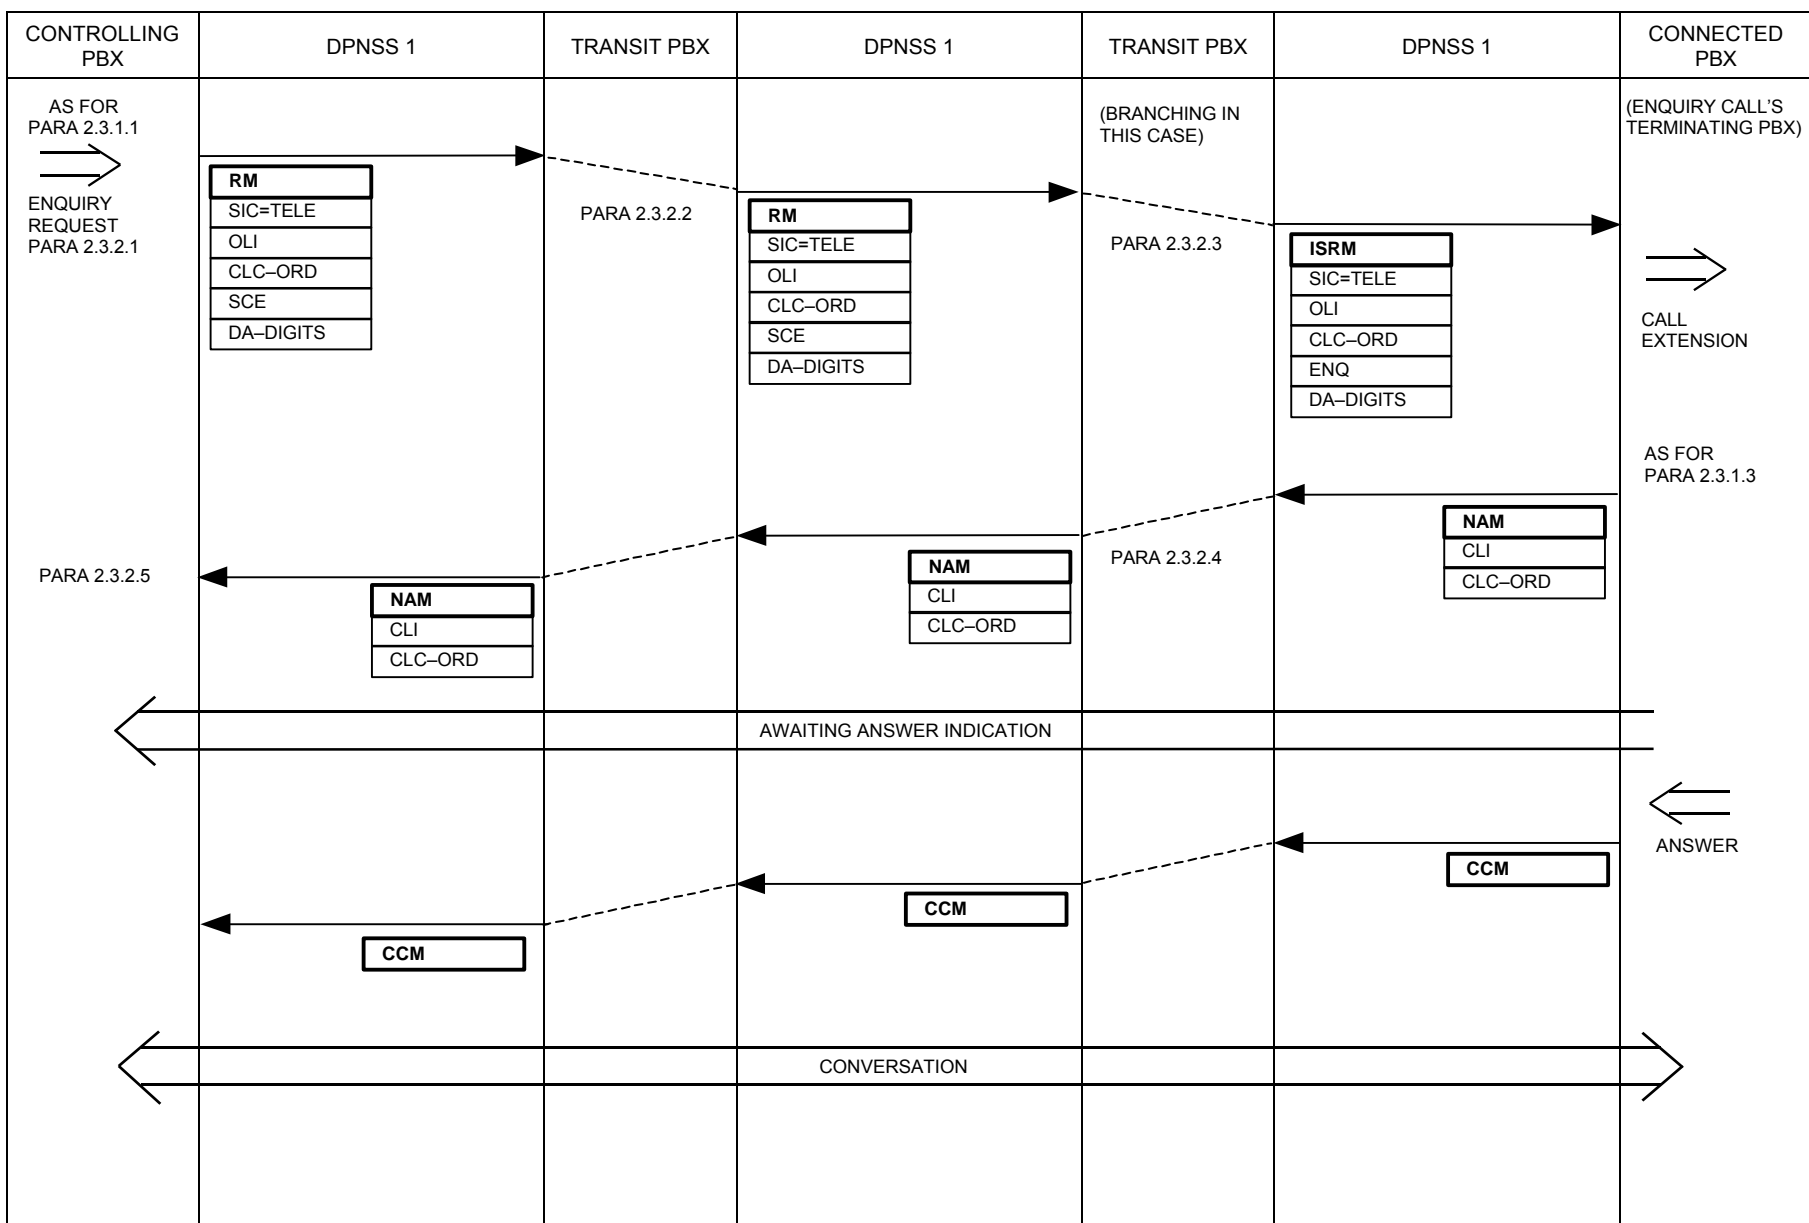 CONTROLLING
PBX
DPNSS 1
TRANSIT PBX
DPNSS 1
TRANSIT PBX
DPNSS 1
CONNECTED
PBX
AS FOR
PARA 2.3.1.1
ENQUIRY
REQUEST
PARA 2.3.2.1
RM
SIC=TELE
OLI
CLC–ORD
SCE
DA–DIGITS
PARA 2.3.2.2
RM
SIC=TELE
OLI
CLC–ORD
SCE
DA–DIGITS
(BRANCHING IN
THIS CASE)
PARA 2.3.2.3
ISRM
SIC=TELE
OLI
CLC–ORD
ENQ
DA–DIGITS
(ENQUIRY CALL'S
TERMINATING PBX)
CALL
EXTENSION
AS FOR
PARA 2.3.1.3
NAM
CLI
CLC–ORD
PARA 2.3.2.4
NAM
CLI
CLC–ORD
PARA 2.3.2.5
NAM
CLI
CLC–ORD
AWAITING ANSWER INDICATION
ANSWER
CCM
CCM
CCM
CONVERSATION